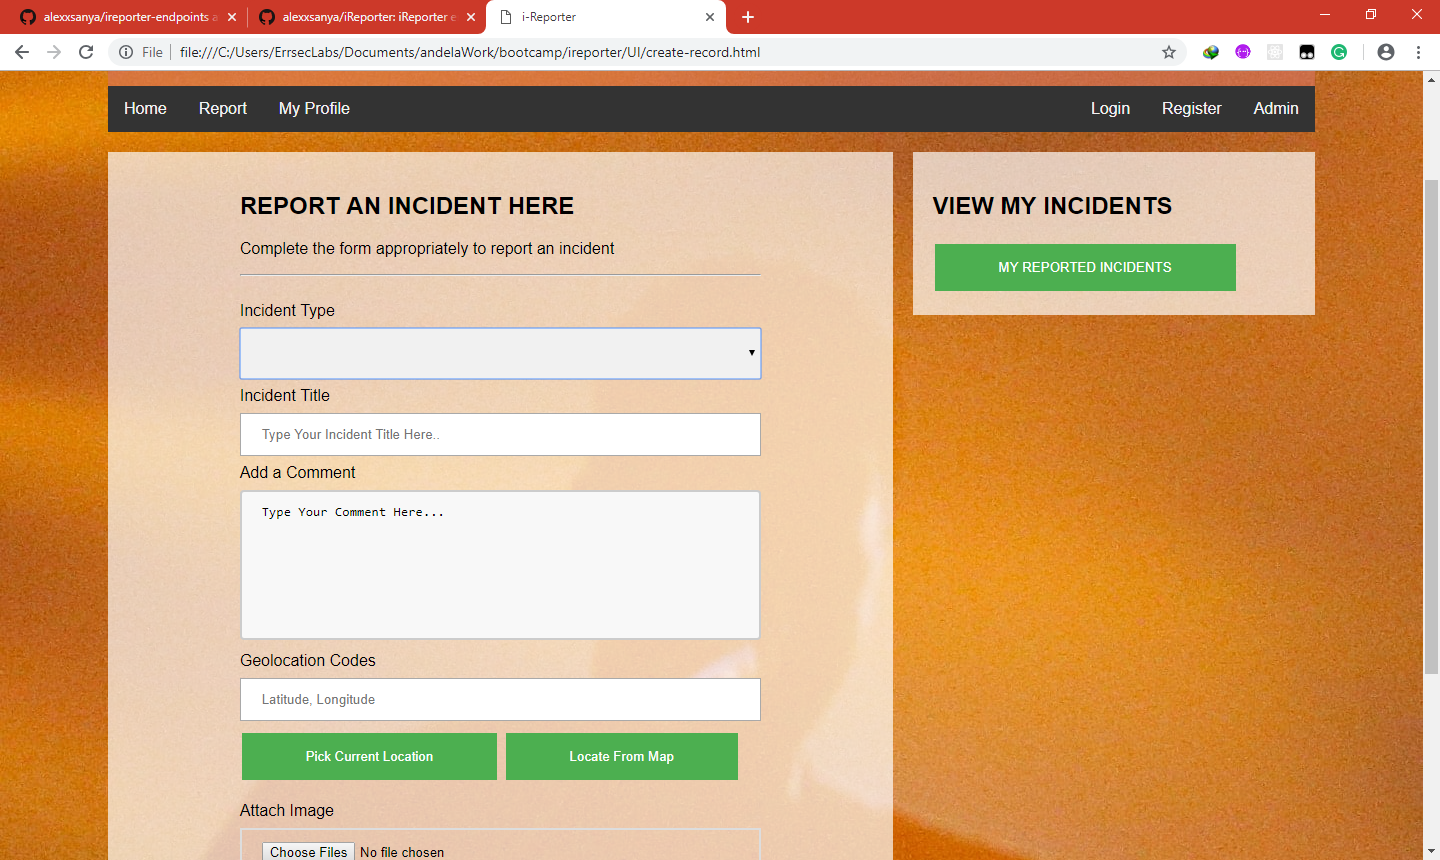 alexxsanya/ireporter-endpoints a
alexxsanya/iReporter: iReporter e
i-Reporter
File
file:///C:/Users/ErrsecLabs/Documents/andelaWork/bootcamp/ireporter/UI/create-record.html
Home Report My Profile Login Register Admin
REPORT AN INCIDENT HERE
Complete the form appropriately to report an incident
Incident Type
Incident Title
Type Your Incident Title Here..
Add a Comment
Type Your Comment Here...
Geolocation Codes
Latitude, Longitude
Pick Current Location Locate From Map
Attach Image
Choose Files No file chosen
VIEW MY INCIDENTS
MY REPORTED INCIDENTS